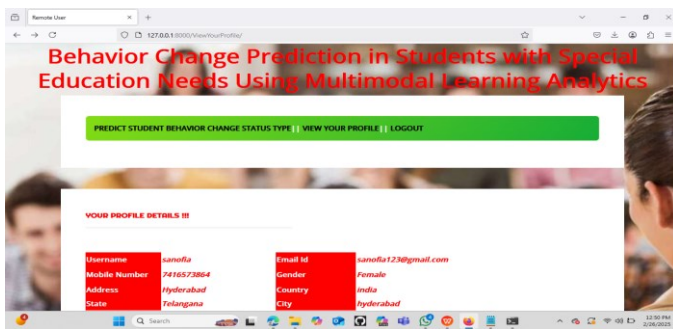 Remote User
127.0.0.1:8000/ViewYourProfile/
Behavior Change Prediction in Students with Special
Education Needs Using Multimodal Learning Analytics
PREDICT STUDENT BEHAVIOR CHANGE STATUS TYPE || VIEW YOUR PROFILE || LOGOUT
YOUR PROFILE DETAILS !!!
Username sanofia Email Id sanofia123@gmail.com
Mobile Number 7416573864 Gender Female
Address Hyderabad Country india
State Telangana City hyderabad
Search
12:50 PM
2/26/2025